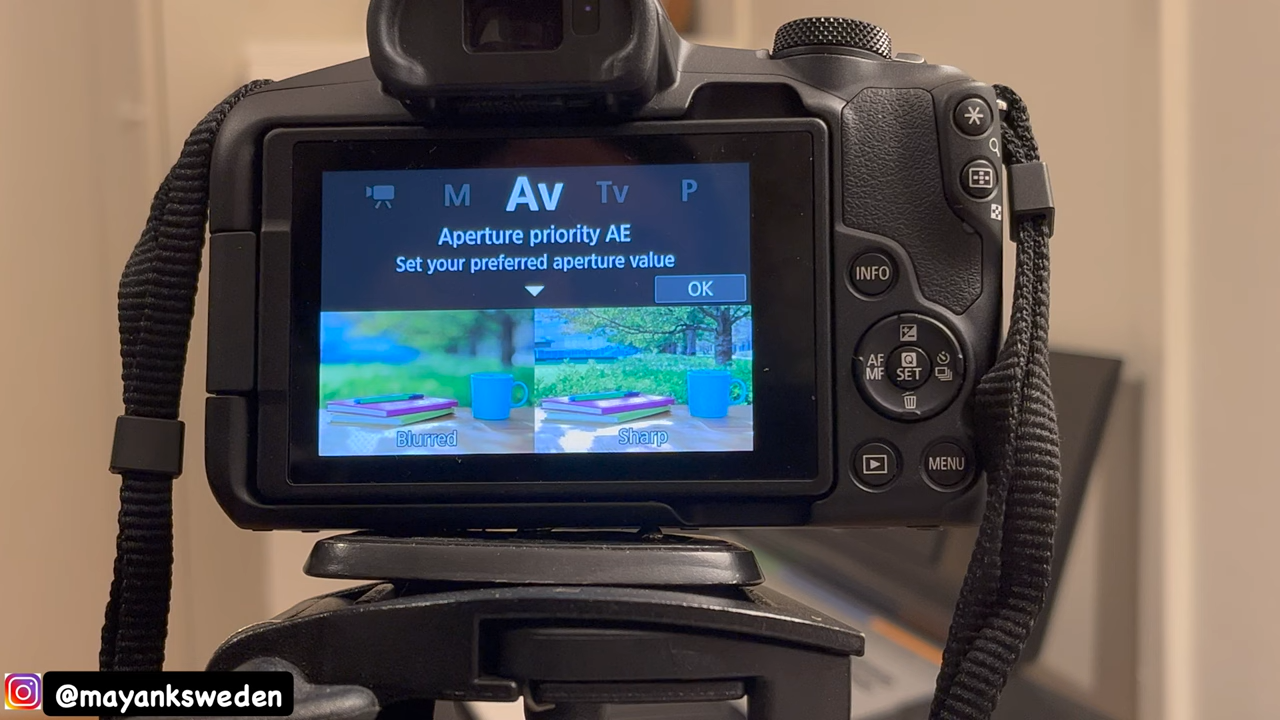 M Av Tv P
Aperture priority AE
Set your preferred aperture value
OK
Blurred
Sharp
INFO
AF
MF
Q
SET
MENU
@mayanksweden